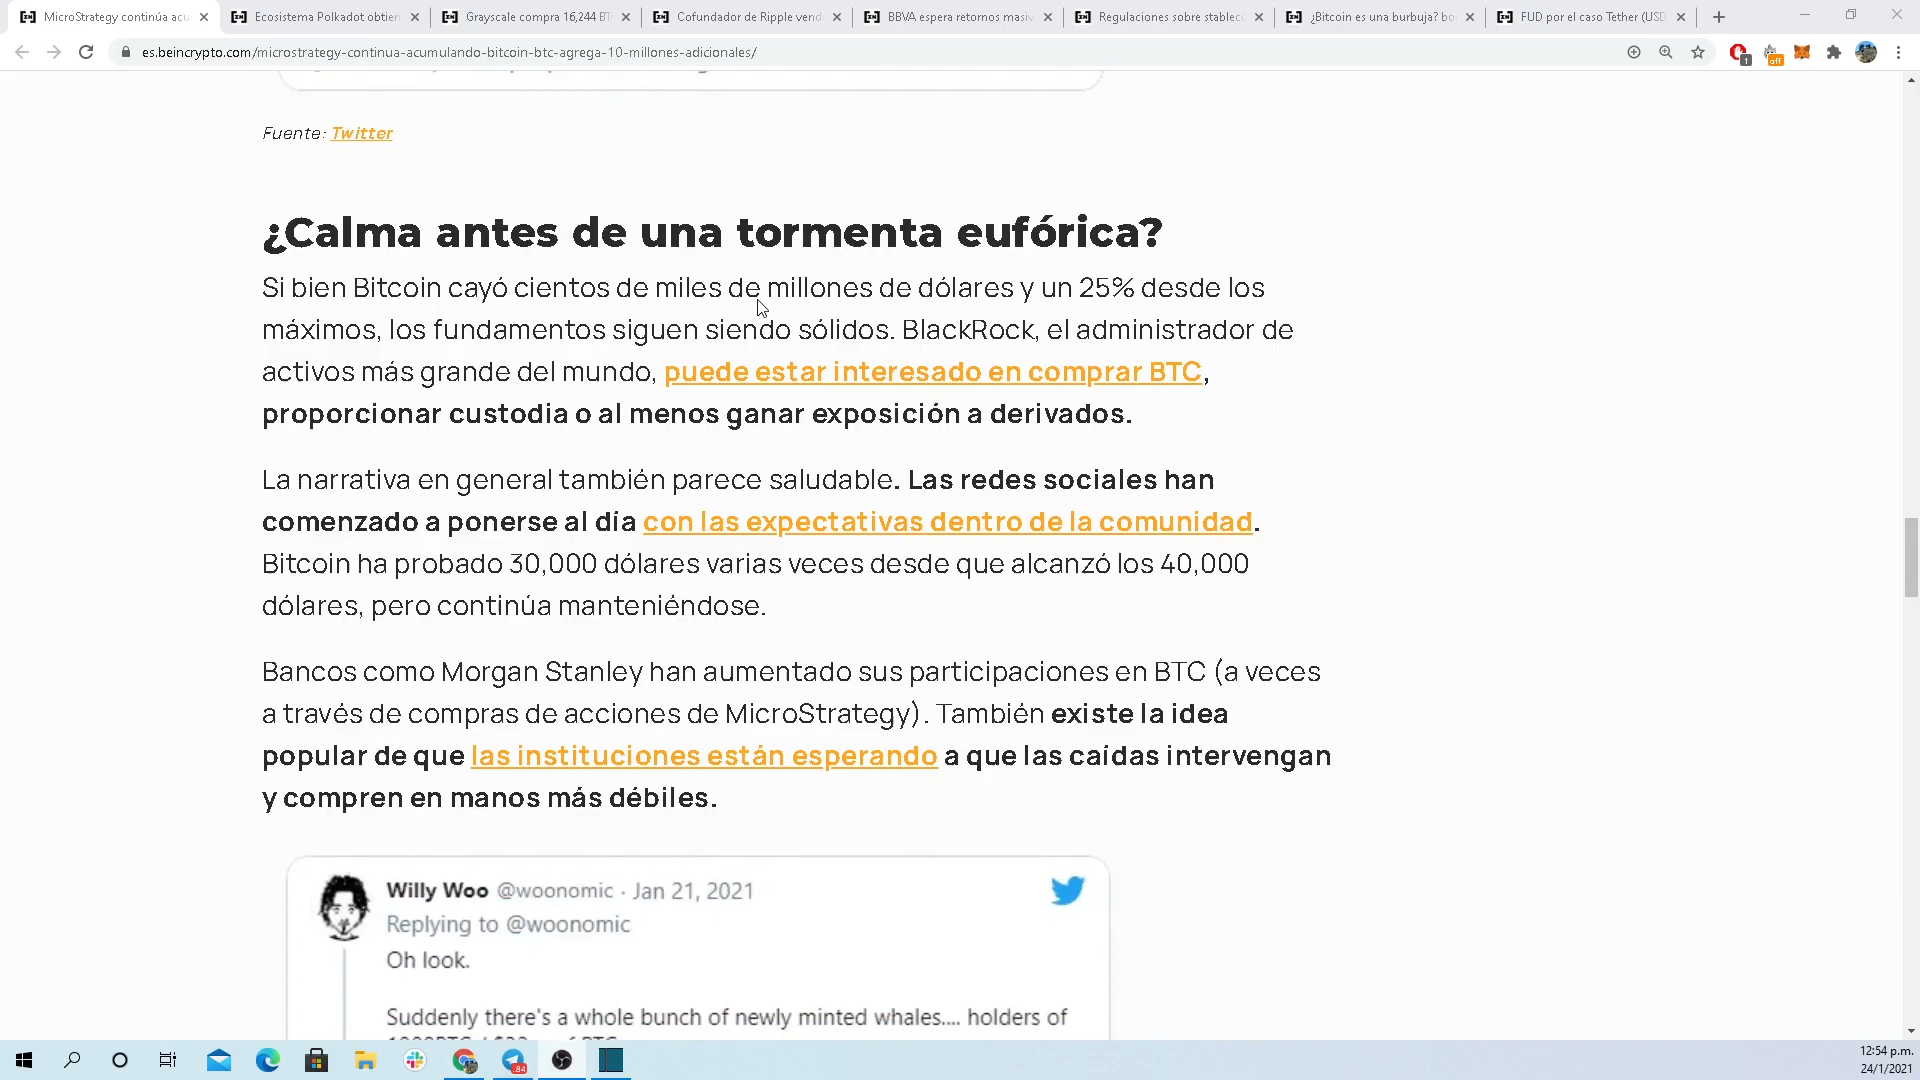 MicroStrategy continúa acu
Ecosistema Polkadot obtien
Grayscale compra 16,244 BT
Cofundador de Ripple vend
BBVA espera retornos masiv
Regulaciones sobre stablec
¿Bitcoin es una burbuja? bo
FUD por el caso Tether (USD
es.beincrypto.com/microstrategy-continua-acumulando-bitcoin-btc-agrega-10-millones-adicionales/
1
off
Fuente: Twitter
¿Calma antes de una tormenta eufórica?
Si bien Bitcoin cayó cientos de miles de millones de dólares y un 25% desde los
máximos, los fundamentos siguen siendo sólidos. BlackRock, el administrador de
activos más grande del mundo, puede estar interesado en comprar BTC,
proporcionar custodia o al menos ganar exposición a derivados.
La narrativa en general también parece saludable. Las redes sociales han
comenzado a ponerse al día con las expectativas dentro de la comunidad.
Bitcoin ha probado 30,000 dólares varias veces desde que alcanzó los 40,000
dólares, pero continúa manteniéndose.
Bancos como Morgan Stanley han aumentado sus participaciones en BTC (a veces
a través de compras de acciones de MicroStrategy). También existe la idea
popular de que las instituciones están esperando a que las caídas intervengan
y compren en manos más débiles.
Willy Woo @woonomic · Jan 21, 2021
Replying to @woonomic
Oh look.
Suddenly there's a whole bunch of newly minted whales.... holders of
84
12:54 p.m.
24/1/2021